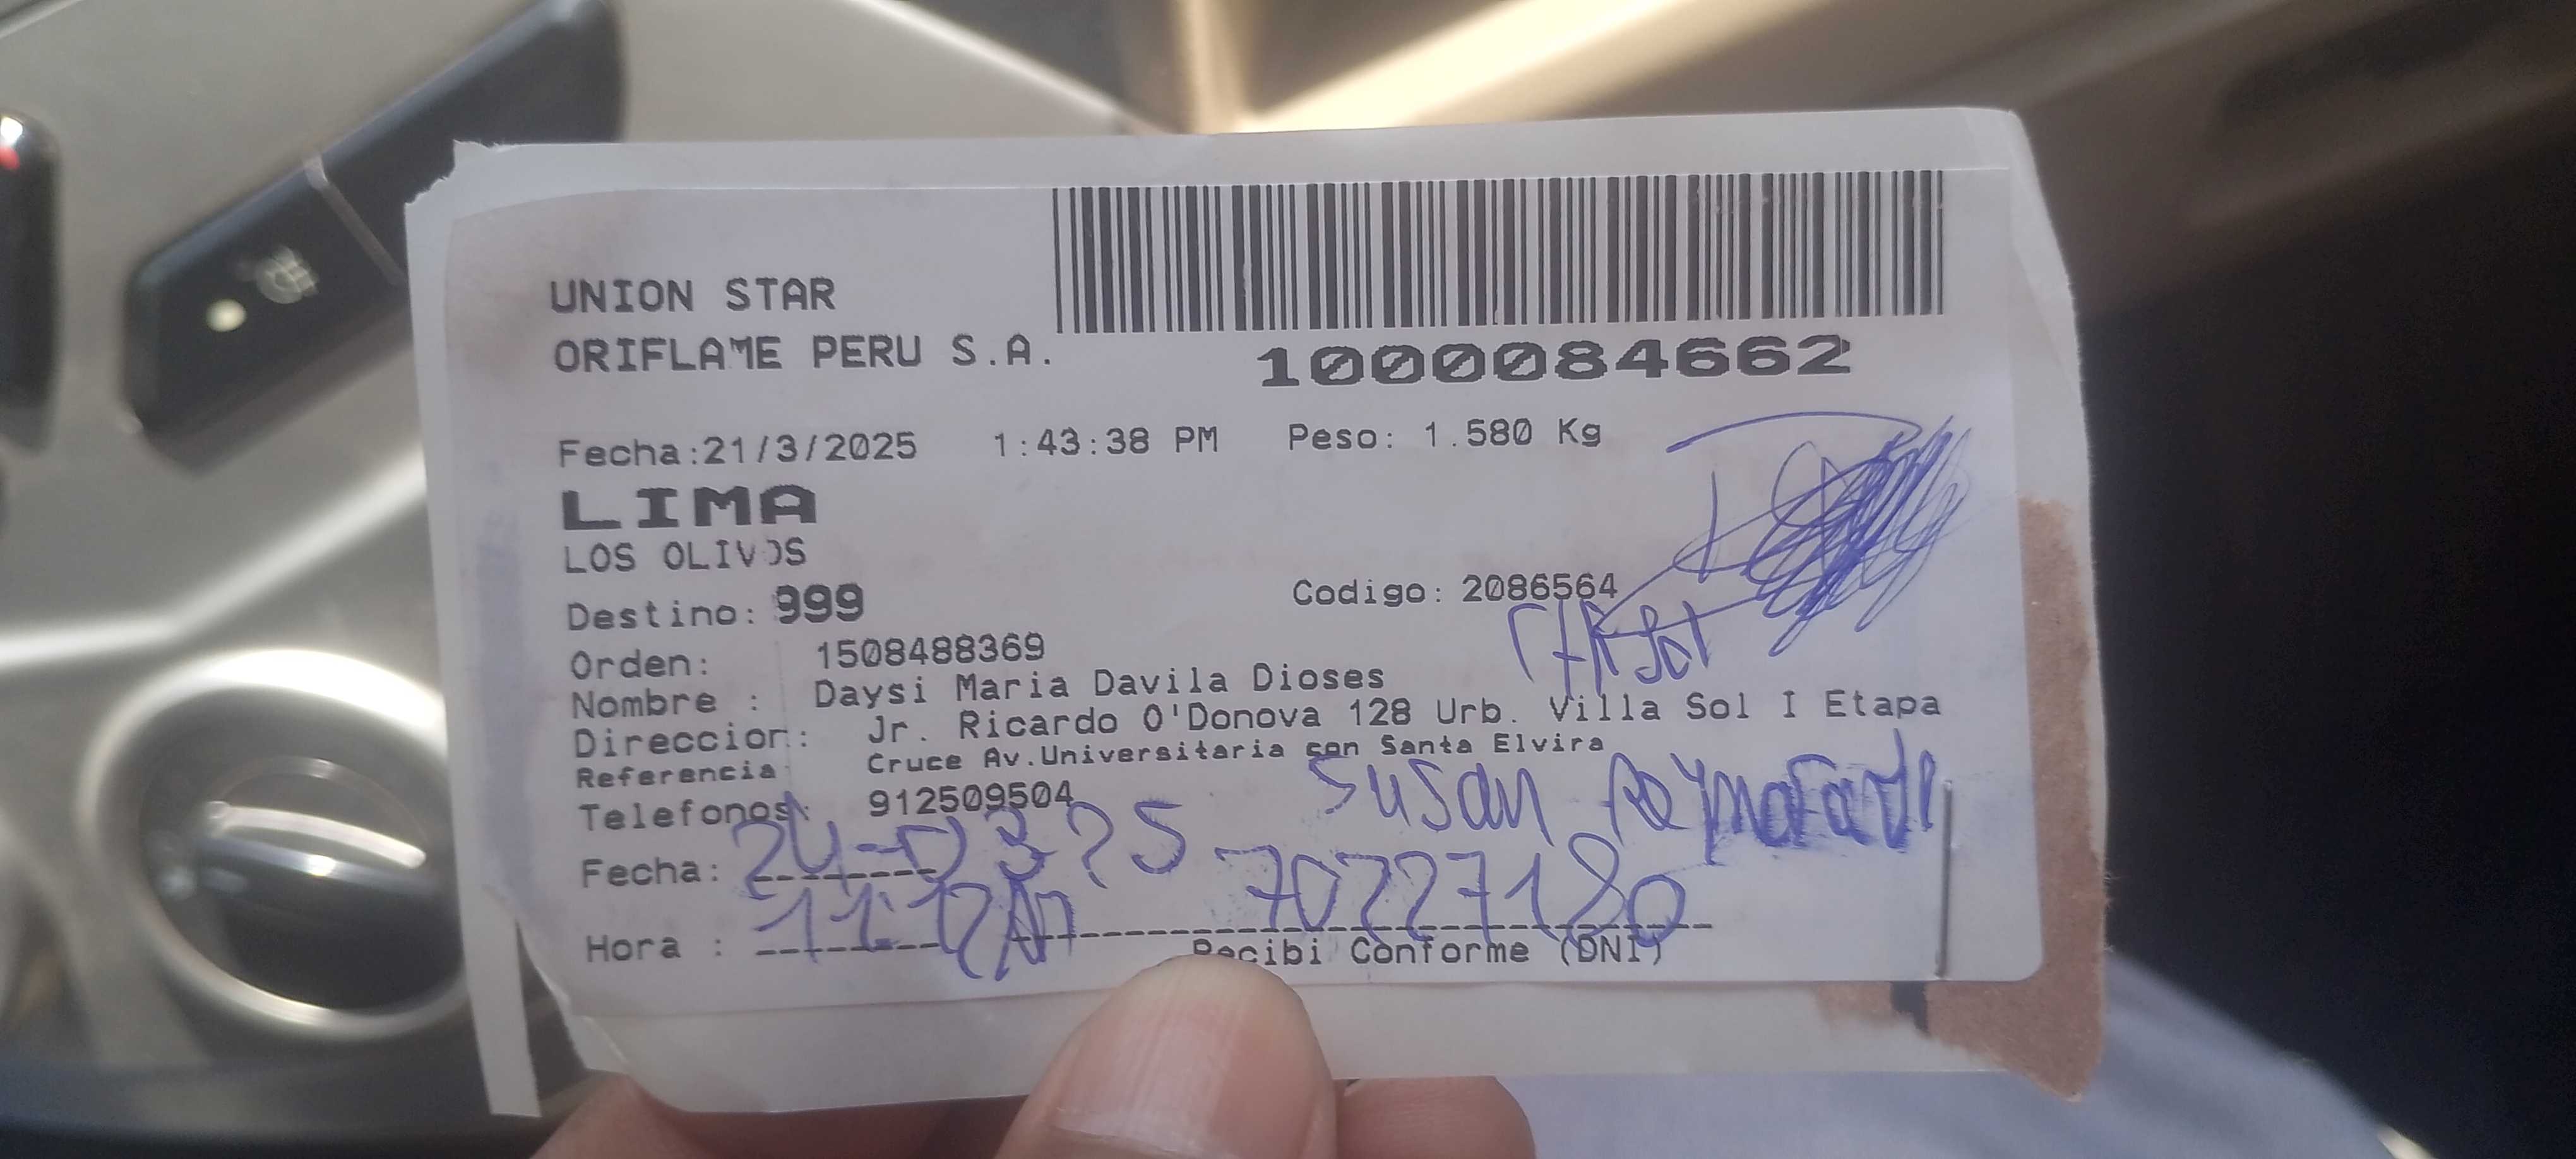 UNION STAR
ORIFLAME PERU S.A.
1000084662
Fecha:21/3/2025 1:43:38 PM Peso: 1.580 Kg
LIMA
LOS OLIVOS
Destino: 999 Codigo: 2086564
Orden: 1508488369
Nombre : Daysi Maria Davila Dioses
Direccion: Jr. Ricardo O'Donova 128 Urb. Villa Sol I Etapa
Referencia Cruce Av.Universitaria con Santa Elvira
Telefonos: 912509504
Susan
Fecha: 24-03-25 70227180
Hora : 11:12 AM
Recibi Conforme (DNI)